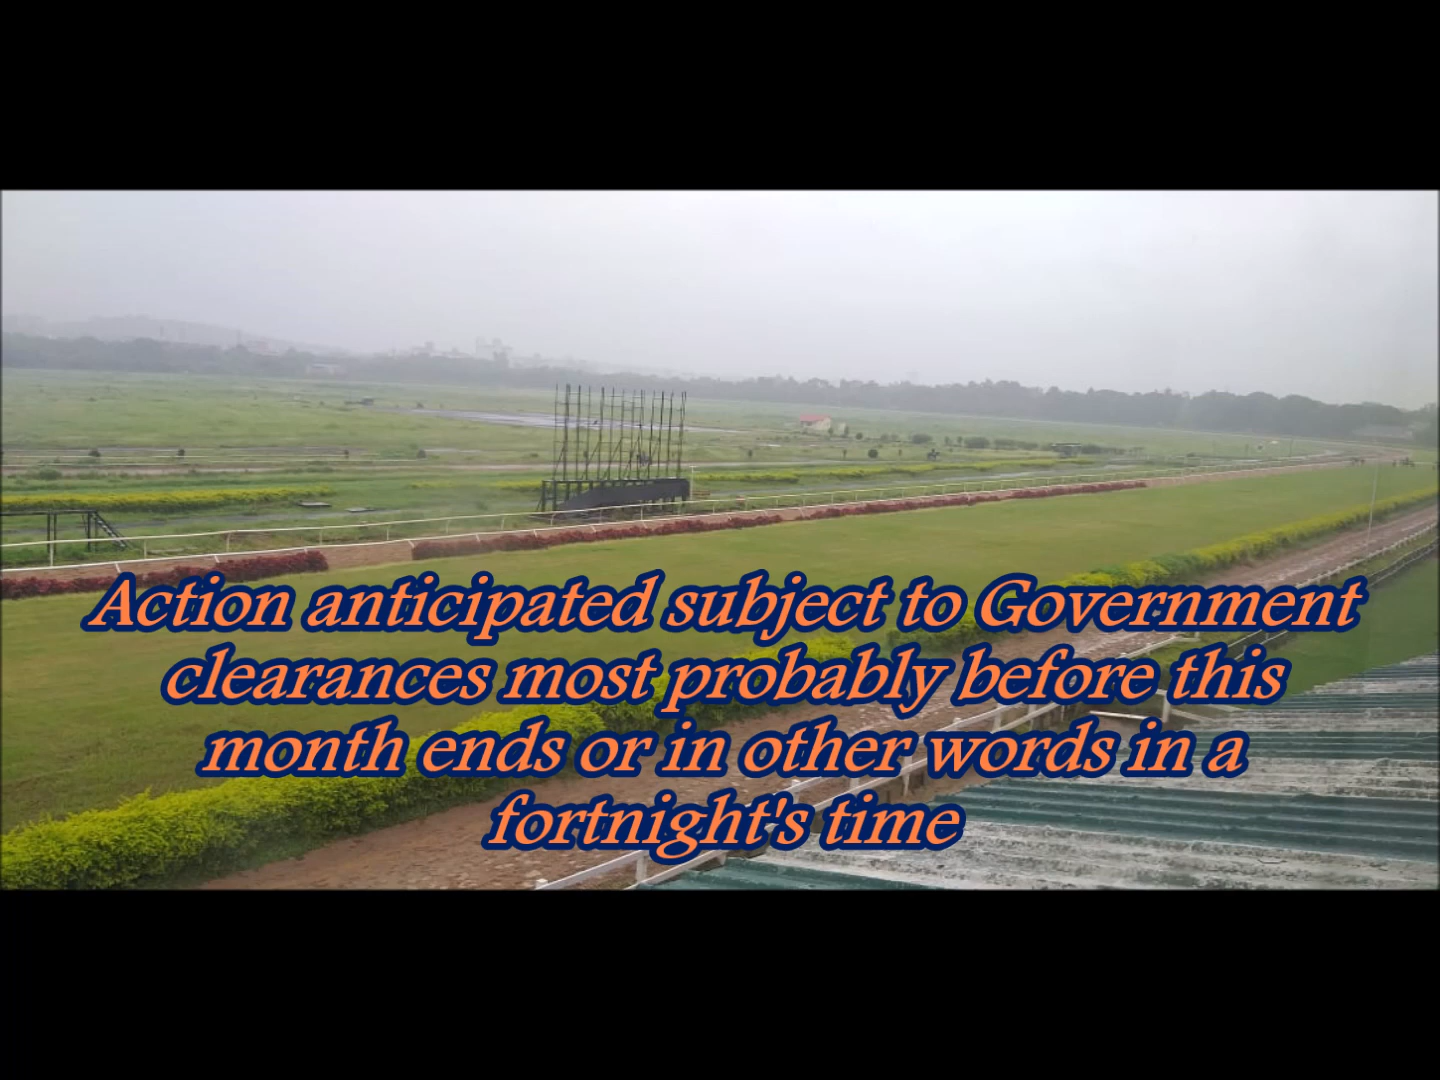 Action anticipated subject to Government
clearances most probably before this
month ends or in other words in a
fortnight's time